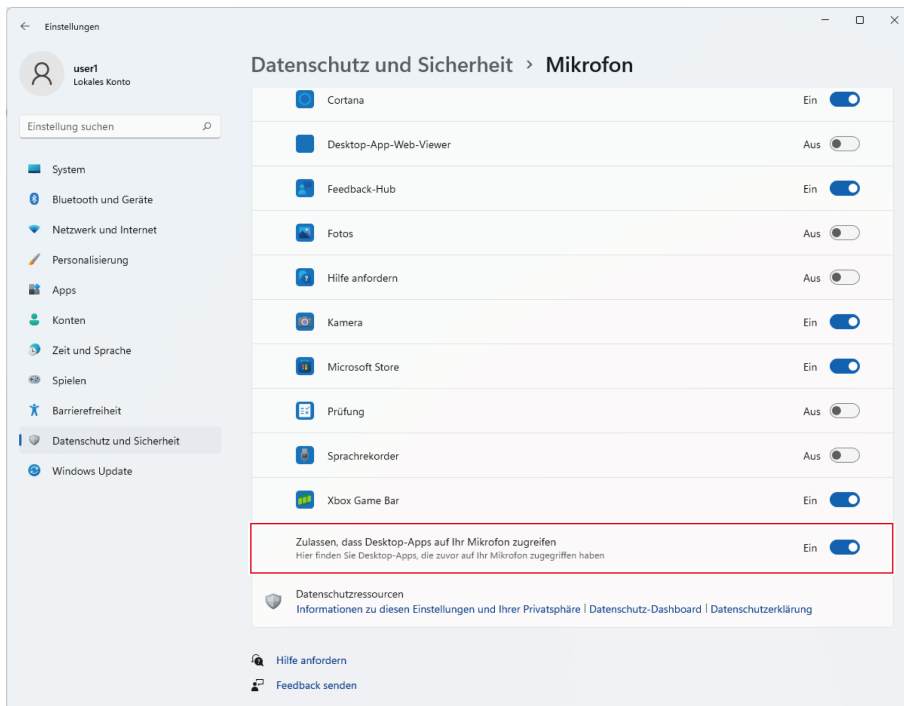 Einstellungen
user1
Lokales Konto
Einstellung suchen
System
Bluetooth und Geräte
Netzwerk und Internet
Personalisierung
Apps
Konten
Zeit und Sprache
Spielen
Barrierefreiheit
Datenschutz und Sicherheit
Windows Update
Datenschutz und Sicherheit › Mikrofon
Cortana Ein
Desktop-App-Web-Viewer Aus
Feedback-Hub Ein
Fotos Aus
Hilfe anfordern Aus
Kamera Ein
Microsoft Store Ein
Prüfung Aus
Sprachrekorder Aus
Xbox Game Bar Ein
Zulassen, dass Desktop-Apps auf Ihr Mikrofon zugreifen Ein
Hier finden Sie Desktop-Apps, die zuvor auf Ihr Mikrofon zugegriffen haben
Datenschutzressourcen
Informationen zu diesen Einstellungen und Ihrer Privatsphäre | Datenschutz-Dashboard | Datenschutzerklärung
Hilfe anfordern
Feedback senden